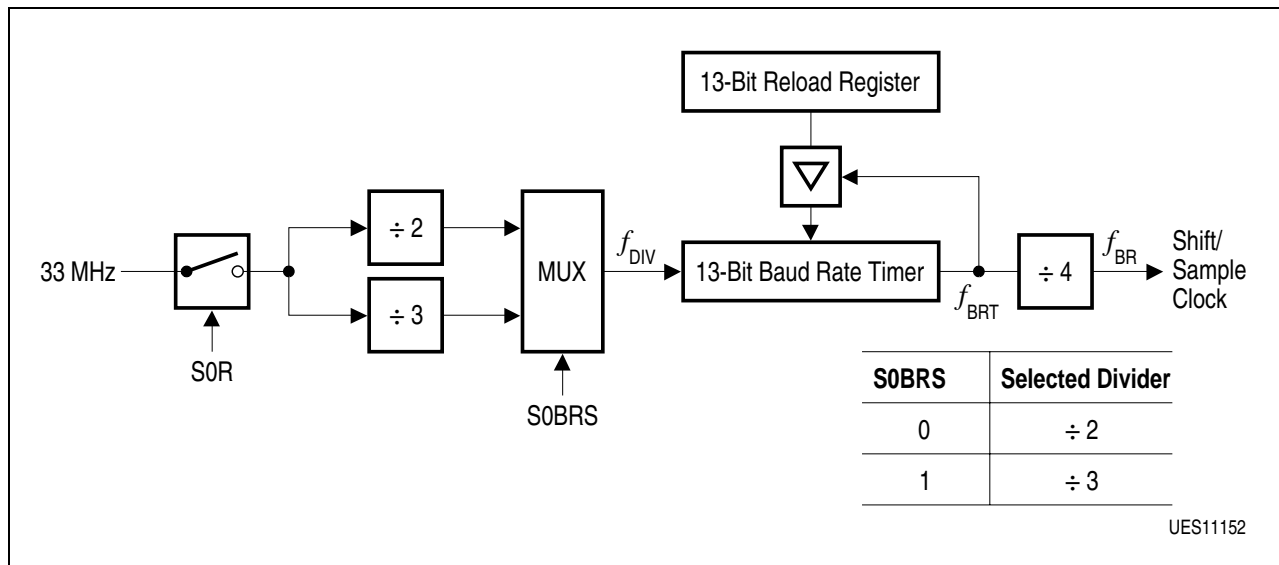 13-Bit Reload Register
÷ 2
33 MHz
MUX
fDIV
13-Bit Baud Rate Timer
fBRT
÷ 4
fBR
Shift/
Sample
Clock
÷ 3
S0R
S0BRS
S0BRS Selected Divider
0 ÷ 2
1 ÷ 3
UES11152